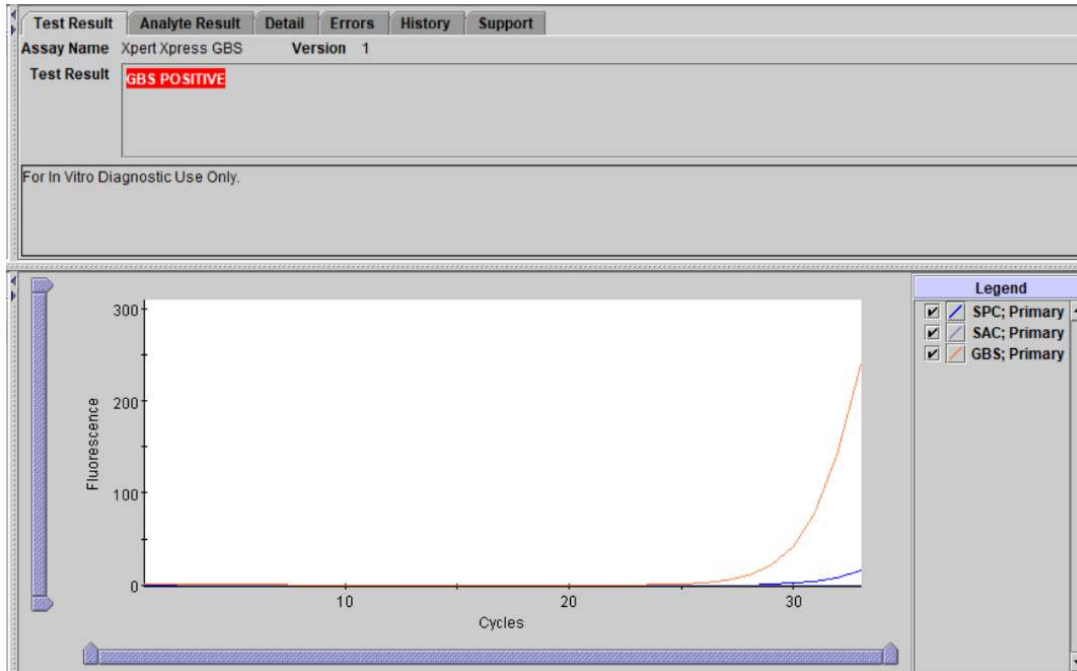 Test Result Analyte Result Detail Errors History Support
Assay Name Xpert Xpress GBS Version 1
Test Result GBS POSITIVE
For In Vitro Diagnostic Use Only.
Legend
SPC; Primary
SAC; Primary
GBS; Primary
300
200
100
0
Fluorescence
10 20 30
Cycles